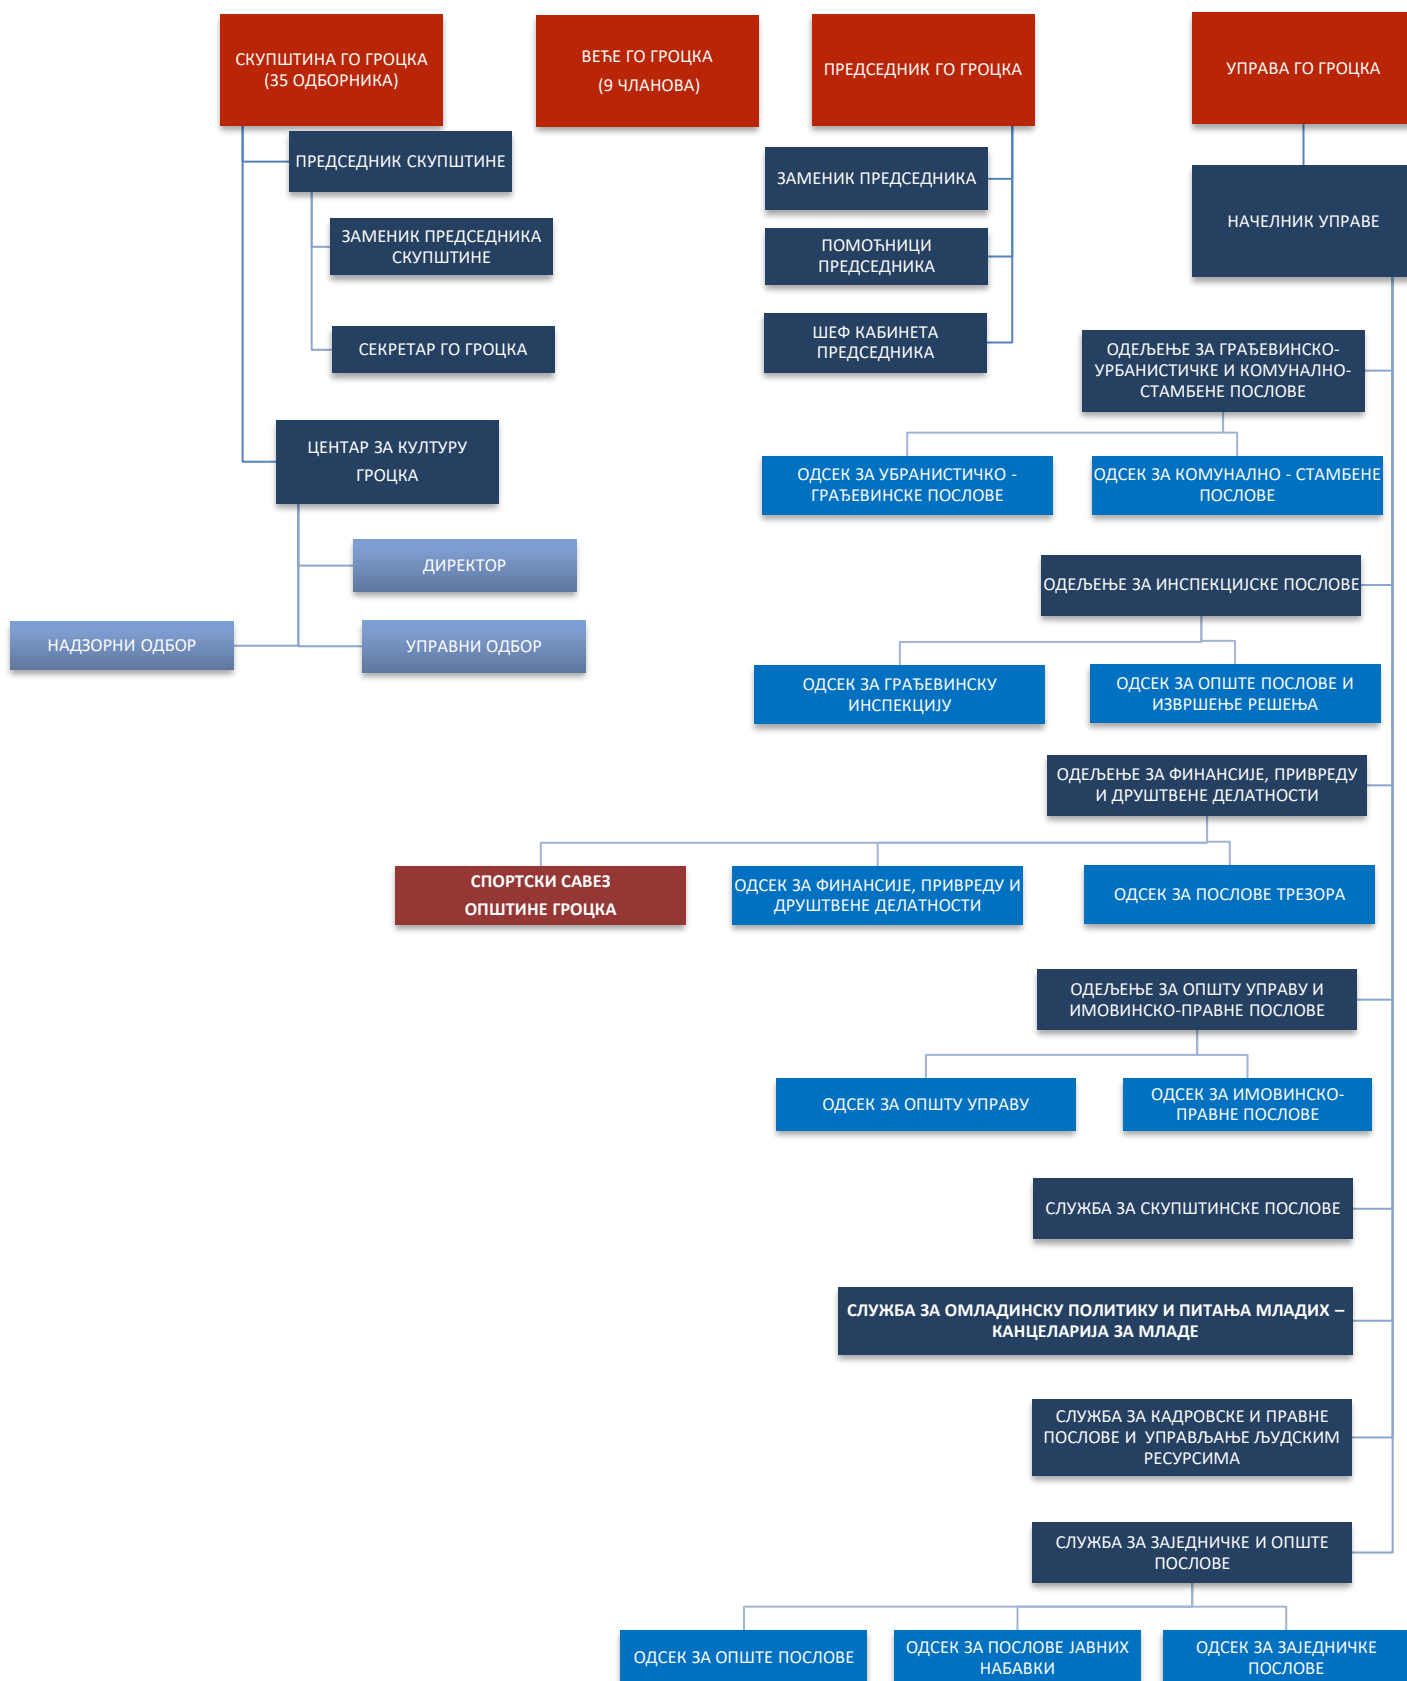 СКУПШТИНА ГО ГРОЦКА
(35 ОДБОРНИКА)
ВЕЋЕ ГО ГРОЦКА
(9 ЧЛАНОВА)
ПРЕДСЕДНИК ГО ГРОЦКА
УПРАВА ГО ГРОЦКА
ПРЕДСЕДНИК СКУПШТИНЕ
ЗАМЕНИК ПРЕДСЕДНИКА
СКУПШТИНЕ
СЕКРЕТАР ГО ГРОЦКА
ЦЕНТАР ЗА КУЛТУРУ
ГРОЦКА
ДИРЕКТОР
НАДЗОРНИ ОДБОР
УПРАВНИ ОДБОР
ЗАМЕНИК ПРЕДСЕДНИКА
ПОМОЋНИЦИ
ПРЕДСЕДНИКА
ШЕФ КАБИНЕТА
ПРЕДСЕДНИКА
НАЧЕЛНИК УПРАВЕ
ОДЕЉЕЊЕ ЗА ГРАЂЕВИНСКО-
УРБАНИСТИЧКЕ И КОМУНАЛНО-
СТАМБЕНЕ ПОСЛОВЕ
ОДСЕК ЗА УБРАНИСТИЧКО -
ГРАЂЕВИНСКЕ ПОСЛОВЕ
ОДСЕК ЗА КОМУНАЛНО - СТАМБЕНЕ
ПОСЛОВЕ
ОДЕЉЕЊЕ ЗА ИНСПЕКЦИЈСКЕ ПОСЛОВЕ
ОДСЕК ЗА ГРАЂЕВИНСКУ
ИНСПЕКЦИЈУ
ОДСЕК ЗА ОПШТЕ ПОСЛОВЕ И
ИЗВРШЕЊЕ РЕШЕЊА
ОДЕЉЕЊЕ ЗА ФИНАНСИЈЕ, ПРИВРЕДУ
И ДРУШТВЕНЕ ДЕЛАТНОСТИ
СПОРТСКИ САВЕЗ
ОПШТИНЕ ГРОЦКА
ОДСЕК ЗА ФИНАНСИЈЕ, ПРИВРЕДУ И
ДРУШТВЕНЕ ДЕЛАТНОСТИ
ОДСЕК ЗА ПОСЛОВЕ ТРЕЗОРА
ОДЕЉЕЊЕ ЗА ОПШТУ УПРАВУ И
ИМОВИНСКО-ПРАВНЕ ПОСЛОВЕ
ОДСЕК ЗА ОПШТУ УПРАВУ
ОДСЕК ЗА ИМОВИНСКО-
ПРАВНЕ ПОСЛОВЕ
СЛУЖБА ЗА СКУПШТИНСКЕ ПОСЛОВЕ
СЛУЖБА ЗА ОМЛАДИНСКУ ПОЛИТИКУ И ПИТАЊА МЛАДИХ –
КАНЦЕЛАРИЈА ЗА МЛАДЕ
СЛУЖБА ЗА КАДРОВСКЕ И ПРАВНЕ
ПОСЛОВЕ И УПРАВЉАЊЕ ЉУДСКИМ
РЕСУРСИМА
СЛУЖБА ЗА ЗАЈЕДНИЧКЕ И ОПШТЕ
ПОСЛОВЕ
ОДСЕК ЗА ОПШТЕ ПОСЛОВЕ
ОДСЕК ЗА ПОСЛОВЕ ЈАВНИХ
НАБАВКИ
ОДСЕК ЗА ЗАЈЕДНИЧКЕ
ПОСЛОВЕ